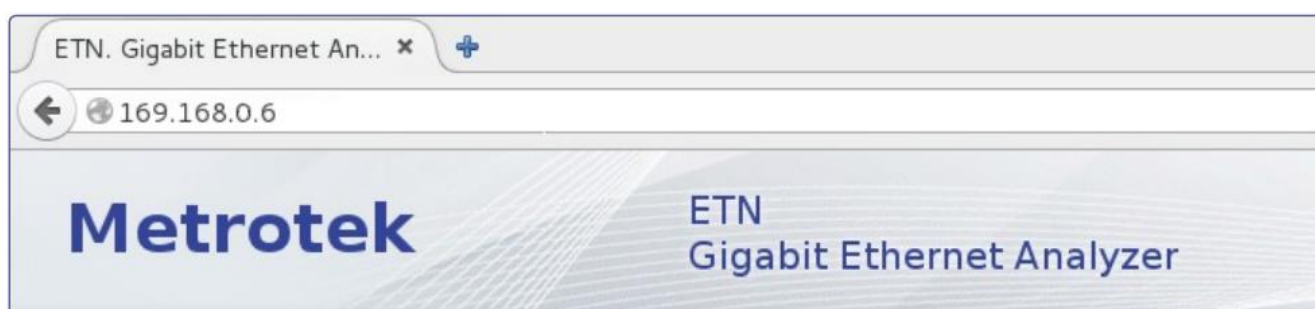 ETN. Gigabit Ethernet An...
169.168.0.6
Metrotek
ETN
Gigabit Ethernet Analyzer